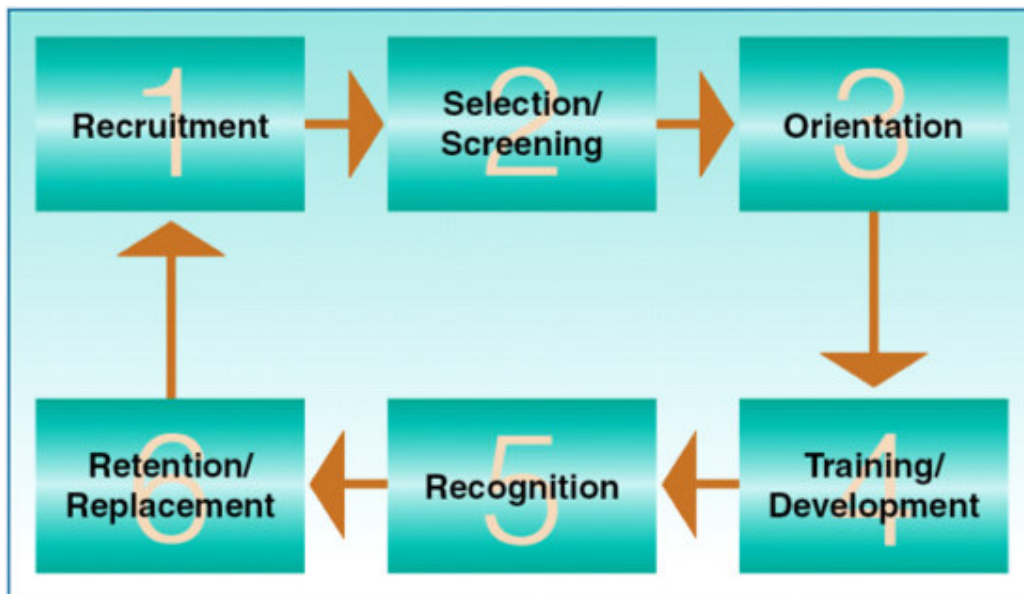 1
Recruitment
2
Selection/
Screening
3
Orientation
4
Training/
Development
5
Recognition
6
Retention/
Replacement